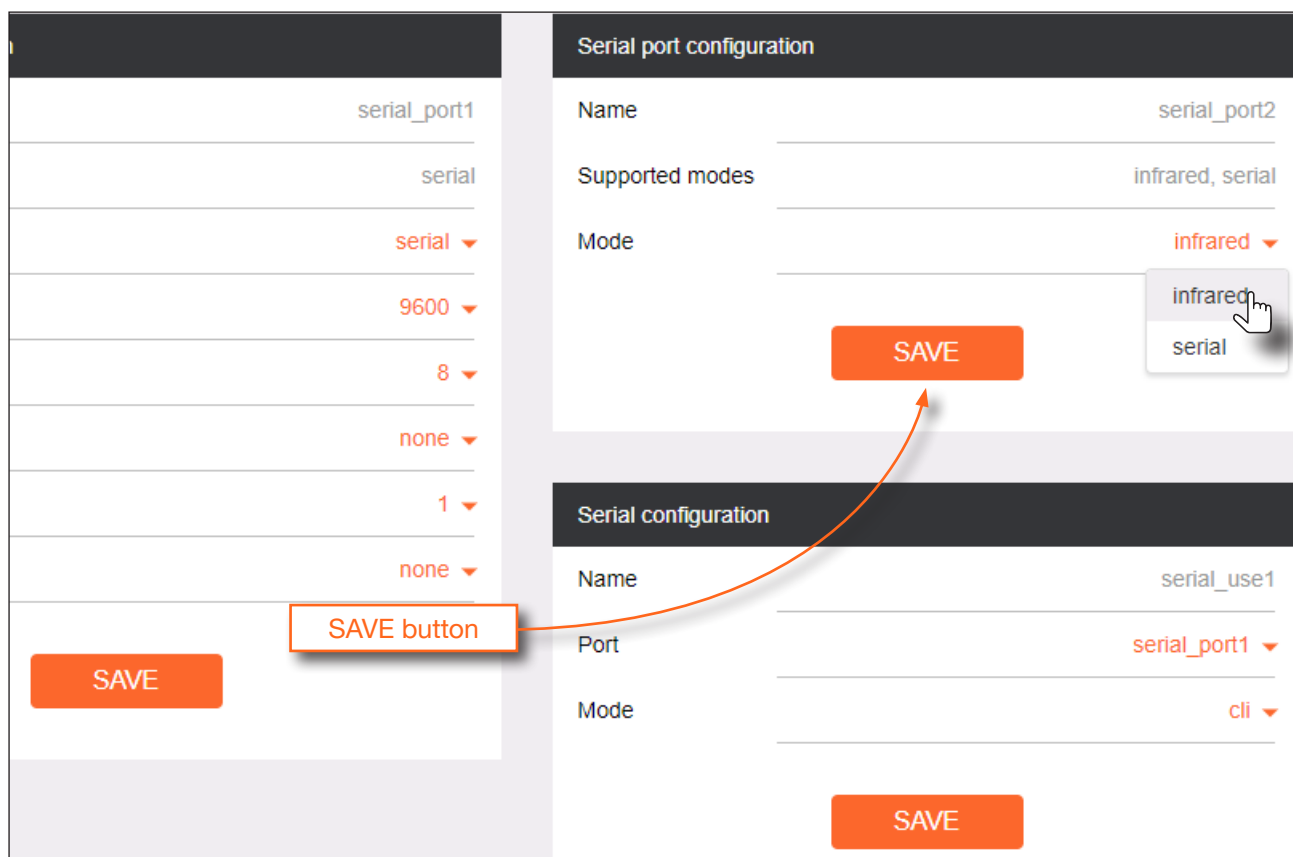 serial_port1
serial
serial
9600
8
none
1
none
SAVE
SAVE button
Serial port configuration
Name serial_port2
Supported modes infrared, serial
Mode infrared
infrared
serial
SAVE
Serial configuration
Name serial_use1
Port serial_port1
Mode cli
SAVE